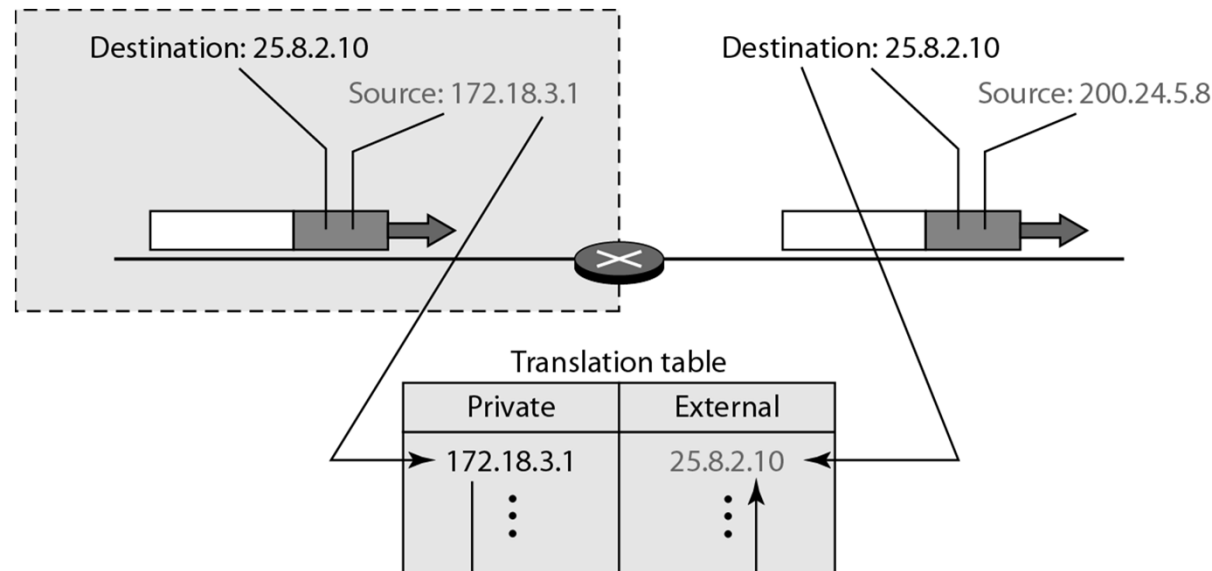 Destination: 25.8.2.10
Source: 172.18.3.1
Destination: 25.8.2.10
Source: 200.24.5.8
Translation table
Private External
172.18.3.1 25.8.2.10